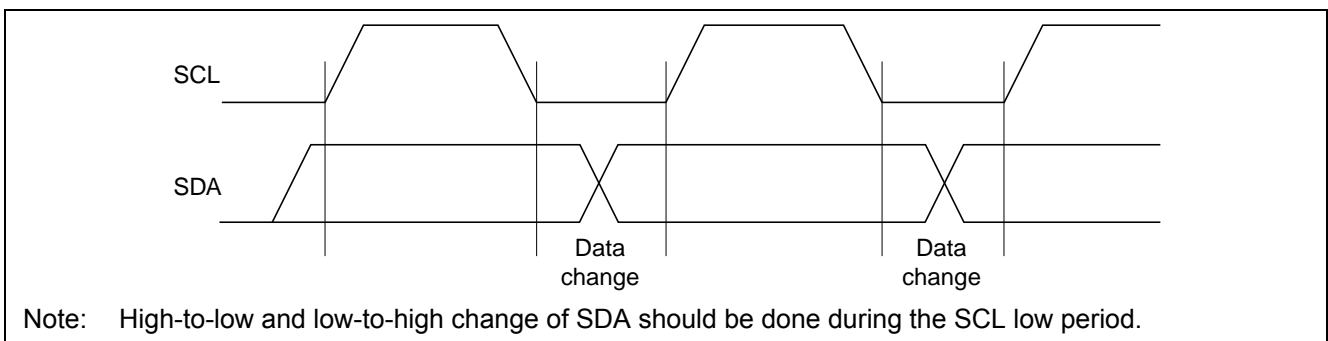 SCL
SDA
Data
change
Data
change
Note: High-to-low and low-to-high change of SDA should be done during the SCL low period.